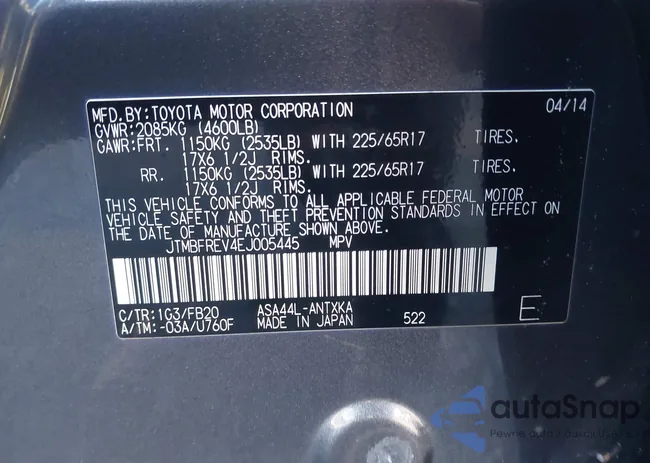 MFD.BY:TOYOTA MOTOR CORPORATION 04/14
GVWR:2085KG (4600LB)
GAWR:FRT. 1150KG (2535LB) WITH 225/65R17 TIRES.
17X6 1/2J RIMS.
RR. 1150KG (2535LB) WITH 225/65R17 TIRES.
17X6 1/2J RIMS.
THIS VEHICLE CONFORMS TO ALL APPLICABLE FEDERAL MOTOR
VEHICLE SAFETY AND THEFT PREVENTION STANDARDS IN EFFECT ON
THE DATE OF MANUFACTURE SHOWN ABOVE.
JTMBFREV4EJ005445 MPV
C/TR:1G3/FB20 ASA44L-ANTXKA
A/TM:-03A/U760F MADE IN JAPAN 522 E
autaSnap
Pewne auto